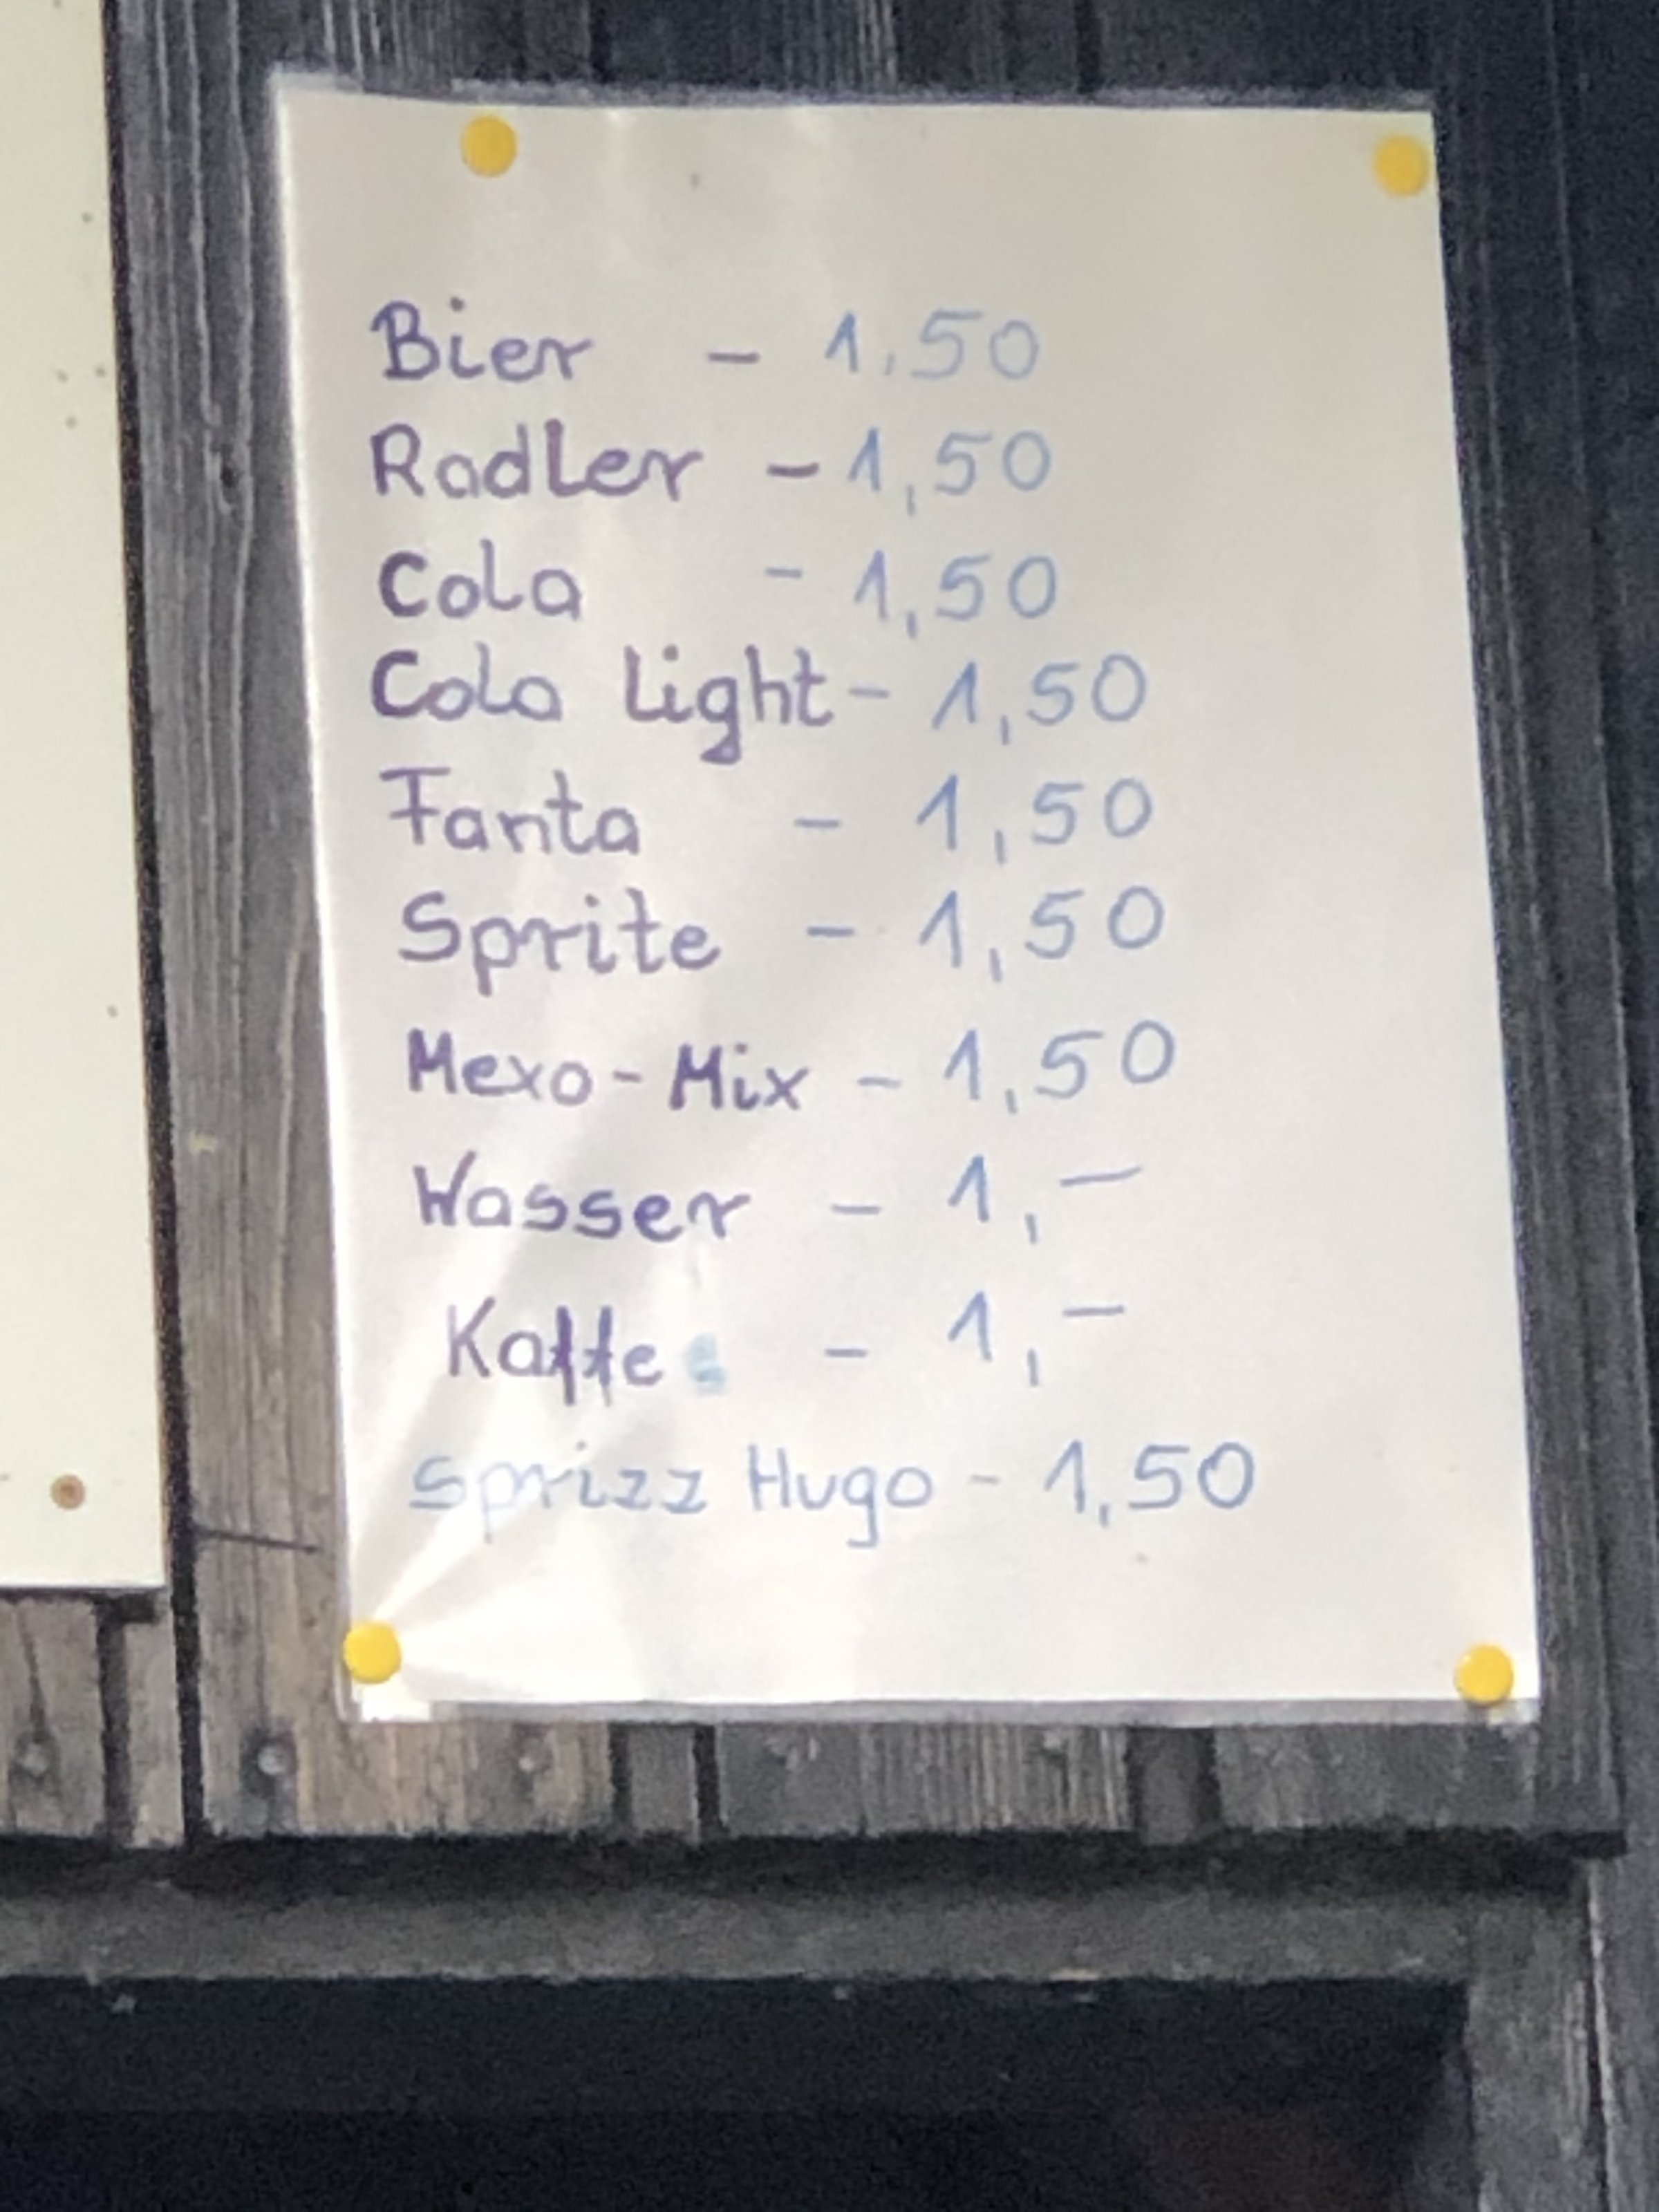 Bier - 1,50
Radler - 1,50
Cola - 1,50
Cola Light - 1,50
Fanta - 1,50
Sprite - 1,50
Mexo-Mix - 1,50
Wasser - 1,-
Kaffe - 1,-
Sprizz Hugo - 1,50